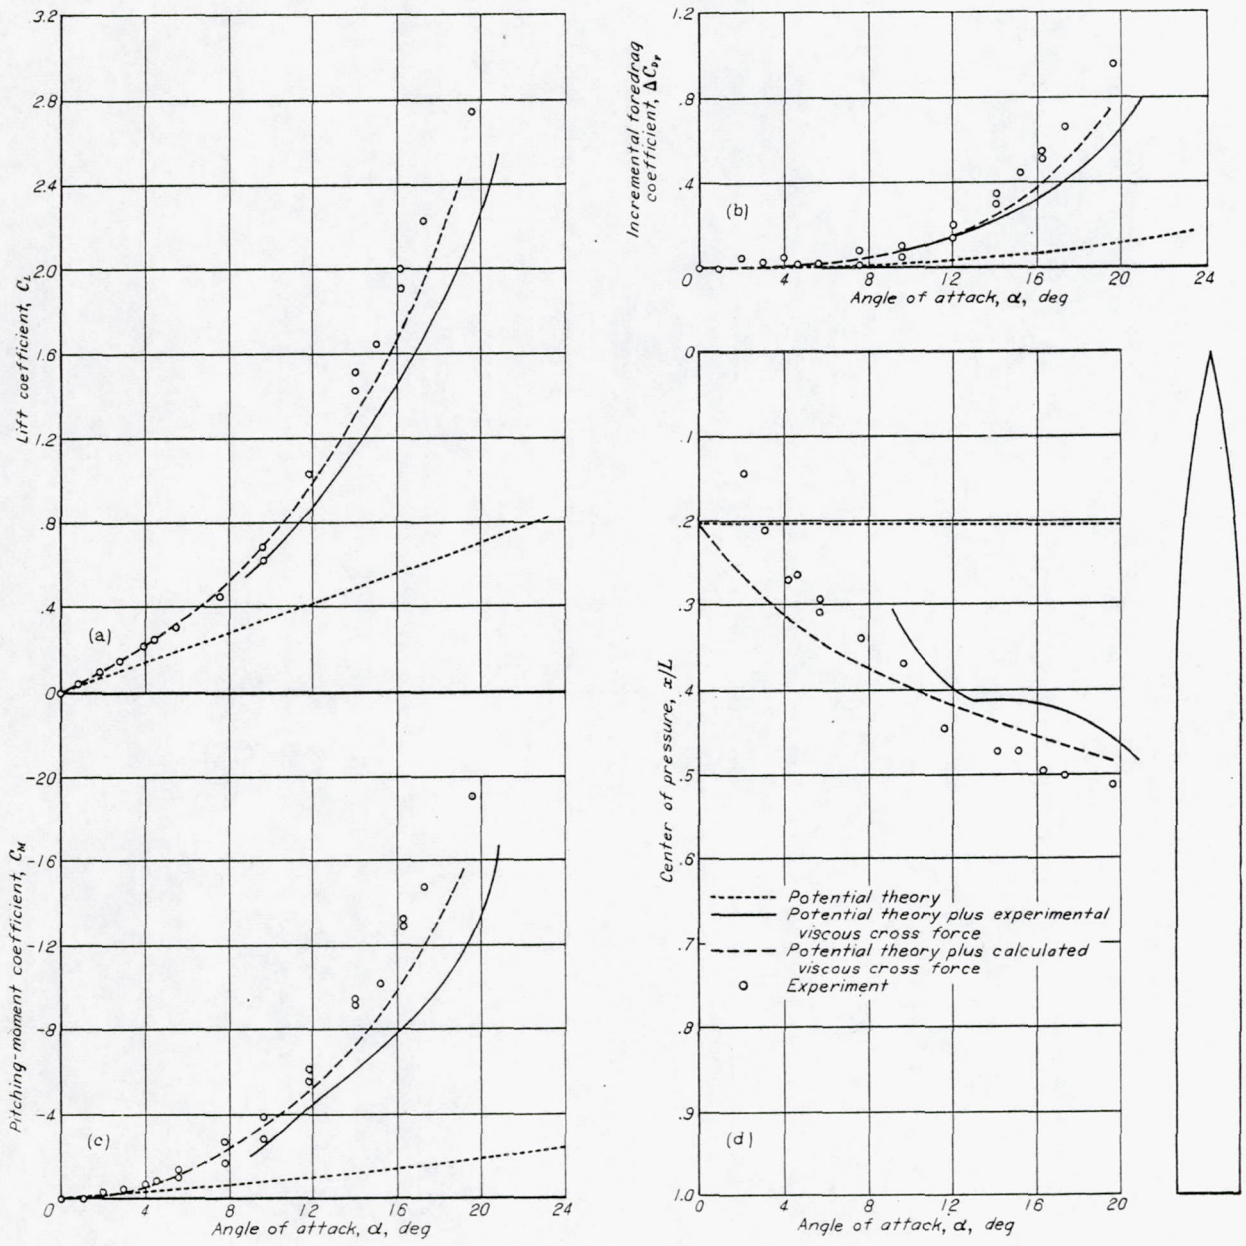 3.2
2.8
2.4
2.0
1.6
1.2
.8
.4
0
Lift coefficient, C_L
(a)
-20
-16
-12
-8
-4
0 4 8 12 16 20 24
Pitching-moment coefficient, C_M
(c)
Angle of attack, α, deg
1.2
.8
.4
0 4 8 12 16 20 24
Incremental foredrag
coefficient, ΔC_DF
(b)
Angle of attack, α, deg
0
.1
.2
.3
.4
.5
.6
.7
.8
.9
1.0
Center of pressure, x/L
Potential theory
Potential theory plus experimental
viscous cross force
Potential theory plus calculated
viscous cross force
Experiment
(d)
0 4 8 12 16 20
Angle of attack, α, deg